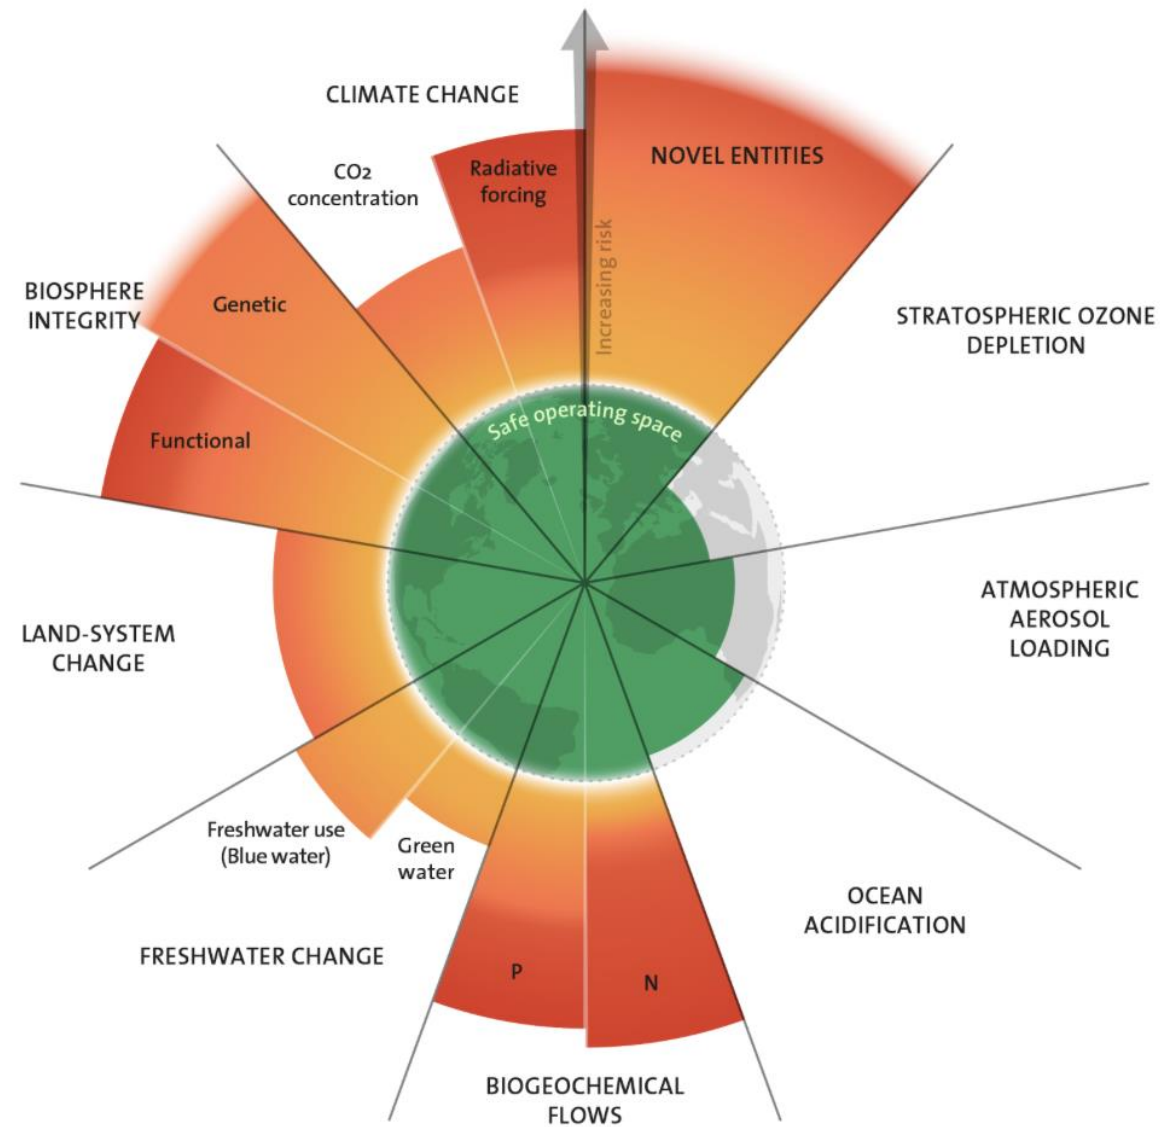 CLIMATE CHANGE
CO2
concentration
Radiative
forcing
NOVEL ENTITIES
Increasing risk
STRATOSPHERIC OZONE
DEPLETION
BIOSPHERE
INTEGRITY
Genetic
Functional
Safe operating space
ATMOSPHERIC
AEROSOL
LOADING
LAND-SYSTEM
CHANGE
Freshwater use
(Blue water)
Green
water
FRESHWATER CHANGE
P
N
OCEAN
ACIDIFICATION
BIOGEOCHEMICAL
FLOWS